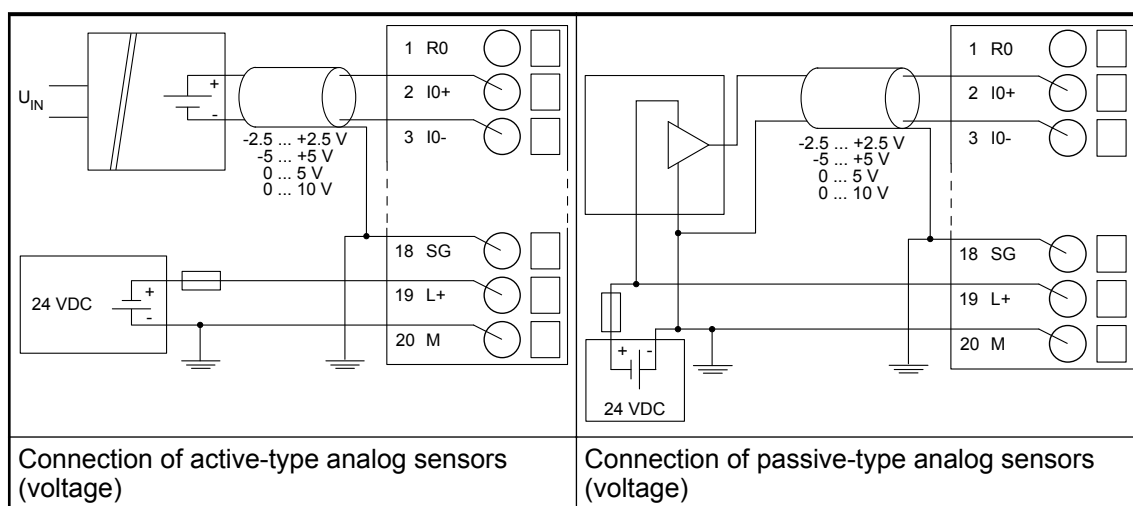 1 R0
2 I0+
3 I0-
U_IN
+
-
-2.5 ... +2.5 V
-5 ... +5 V
0 ... 5 V
0 ... 10 V
18 SG
19 L+
20 M
24 VDC
+
-
Connection of active-type analog sensors
(voltage)
1 R0
2 I0+
3 I0-
-2.5 ... +2.5 V
-5 ... +5 V
0 ... 5 V
0 ... 10 V
18 SG
19 L+
20 M
+ -
24 VDC
Connection of passive-type analog sensors
(voltage)